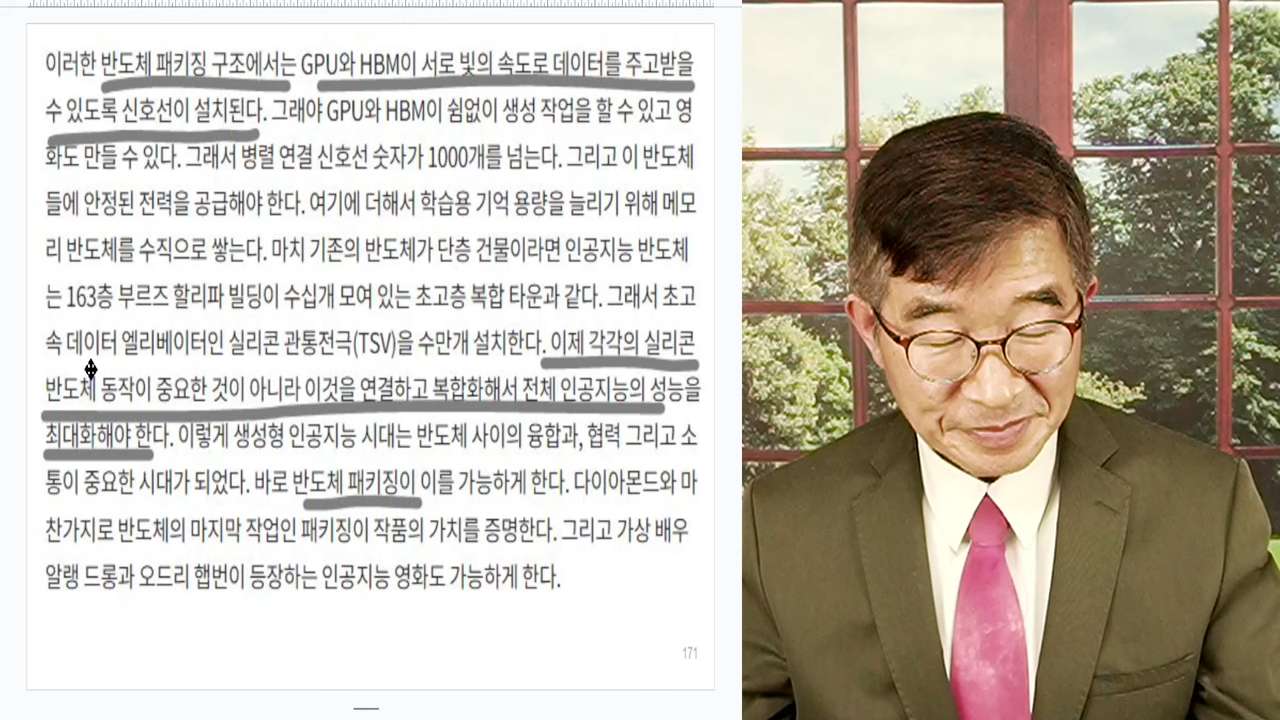 이러한 반도체 패키징 구조에서는 GPU와 HBM이 서로 빛의 속도로 데이터를 주고받을
수 있도록 신호선이 설치된다. 그래야 GPU와 HBM이 쉼없이 생성 작업을 할 수 있고 영
화도 만들 수 있다. 그래서 병렬 연결 신호선 숫자가 1000개를 넘는다. 그리고 이 반도체
들에 안정된 전력을 공급해야 한다. 여기에 더해서 학습용 기억 용량을 늘리기 위해 메모
리 반도체를 수직으로 쌓는다. 마치 기존의 반도체가 단층 건물이라면 인공지능 반도체
는 163층 부르즈 할리파 빌딩이 수십개 모여 있는 초고층 복합 타운과 같다. 그래서 초고
속 데이터 엘리베이터인 실리콘 관통전극(TSV)을 수만개 설치한다. 이제 각각의 실리콘
반도체 동작이 중요한 것이 아니라 이것을 연결하고 복합화해서 전체 인공지능의 성능을
최대화해야 한다. 이렇게 생성형 인공지능 시대는 반도체 사이의 융합과, 협력 그리고 소
통이 중요한 시대가 되었다. 바로 반도체 패키징이 이를 가능하게 한다. 다이아몬드와 마
찬가지로 반도체의 마지막 작업인 패키징이 작품의 가치를 증명한다. 그리고 가상 배우
알랭 드롱과 오드리 햅번이 등장하는 인공지능 영화도 가능하게 한다.
171